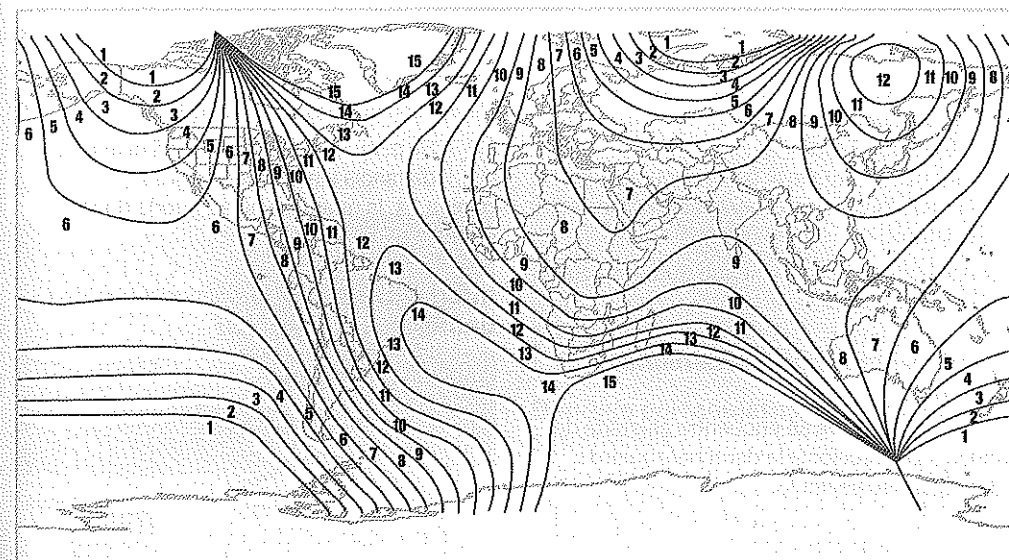 1 15 5 4 3 2 1
2 1 10 9 8 7 6 2 12 11 10 9 8
3 2 15 14 13 11 3
4 3 14 12 4 11
6 5 13 5 6 7 8 9 10
4 5 6 7 8 9 10 11 12
6 7
6 7 10 11 12 8
9 8 13 9 9
10
14 11 10 11
12 13 12
13 14 8 7 6
12 13 14 15 5
4 11 4
3 5 10 3
2 6 9 2
1 7 8 1